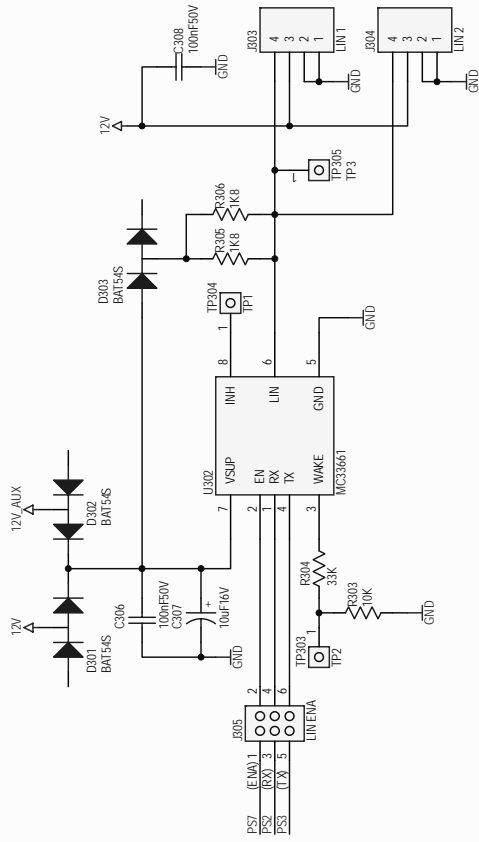 12V
C308
100nF50V
GND
J303
4
3
2
1
LIN 1
GND
J304
4
3
2
1
LIN 2
GND
D303
BAT54S
R306
1K8
R305
1K8
1
TP305
TP3
TP304
TP1
1
12V_AUX
D302
BAT54S
12V
D301
BAT54S
C306
100nF50V
C307
+
10uF16V
GND
U302
7
VSUP
INH
8
2
EN
1
RX
LIN
6
4
TX
3
WAKE
GND
5
MC33661
GND
R304
33K
R303
10K
GND
TP303
1
TP2
J305
PS7
(ENA)
1
2
PS2
(RX)
3
4
PS3
(TX)
5
6
LIN ENA